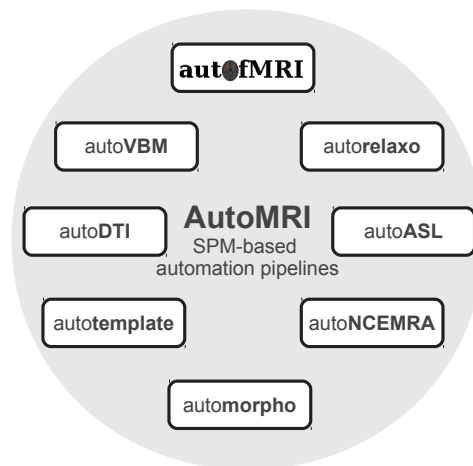 autofMRI
autoVBM
autorelaxo
AutoMRI
SPM-based
automation pipelines
autoDTI
autoASL
autotemplate
autoNCEMRA
automorpho